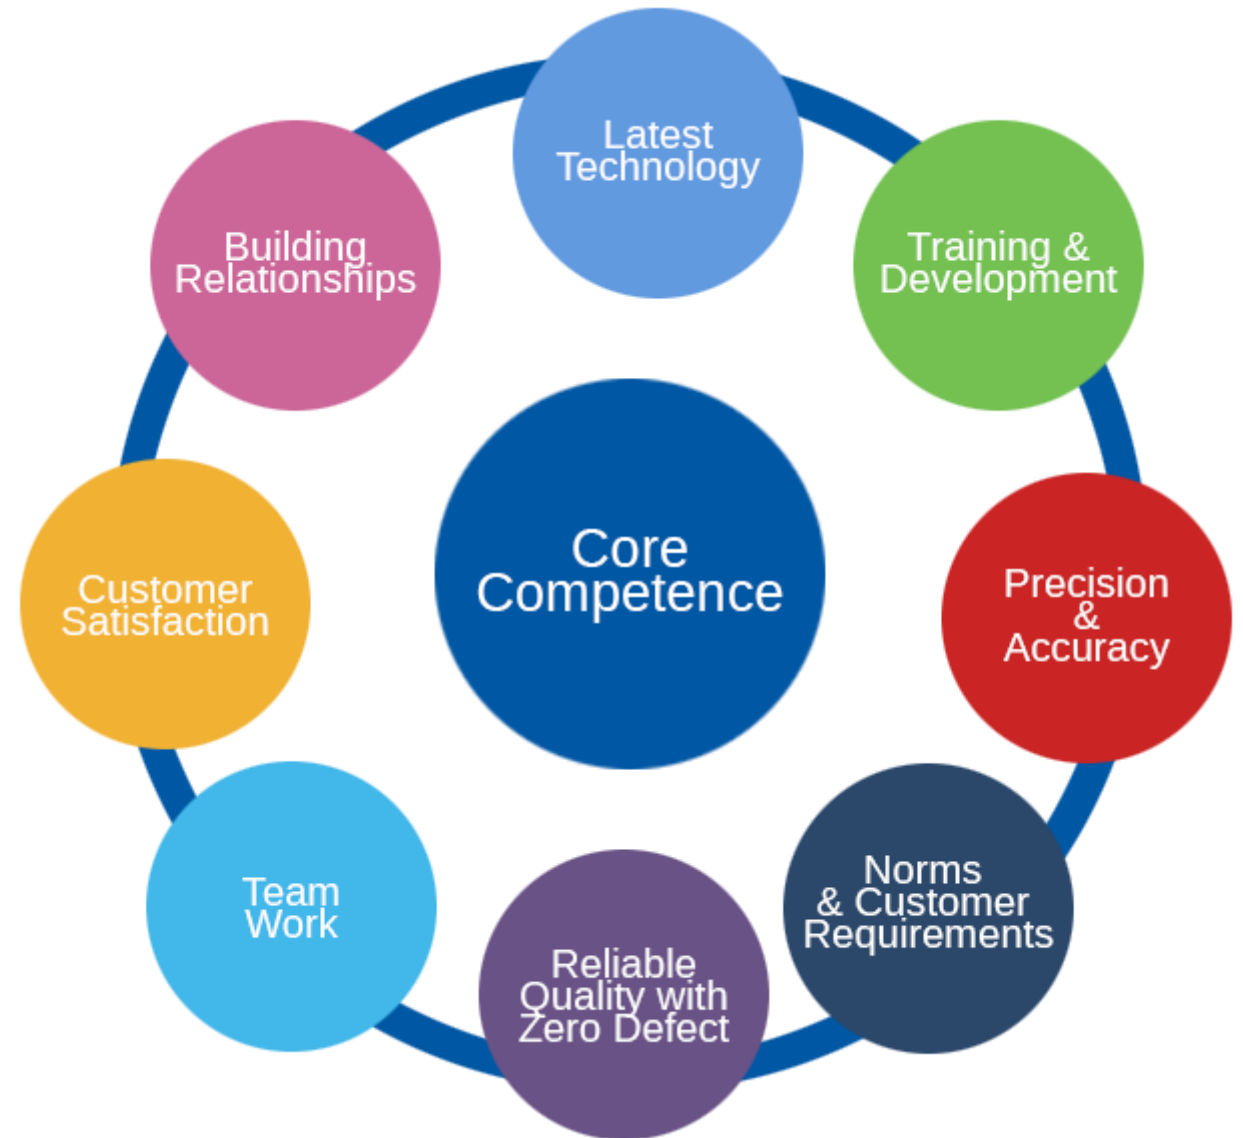 Latest
Technology
Training &
Development
Precision
&
Accuracy
Norms
& Customer
Requirements
Reliable
Quality with
Zero Defect
Team
Work
Customer
Satisfaction
Building
Relationships
Core
Competence